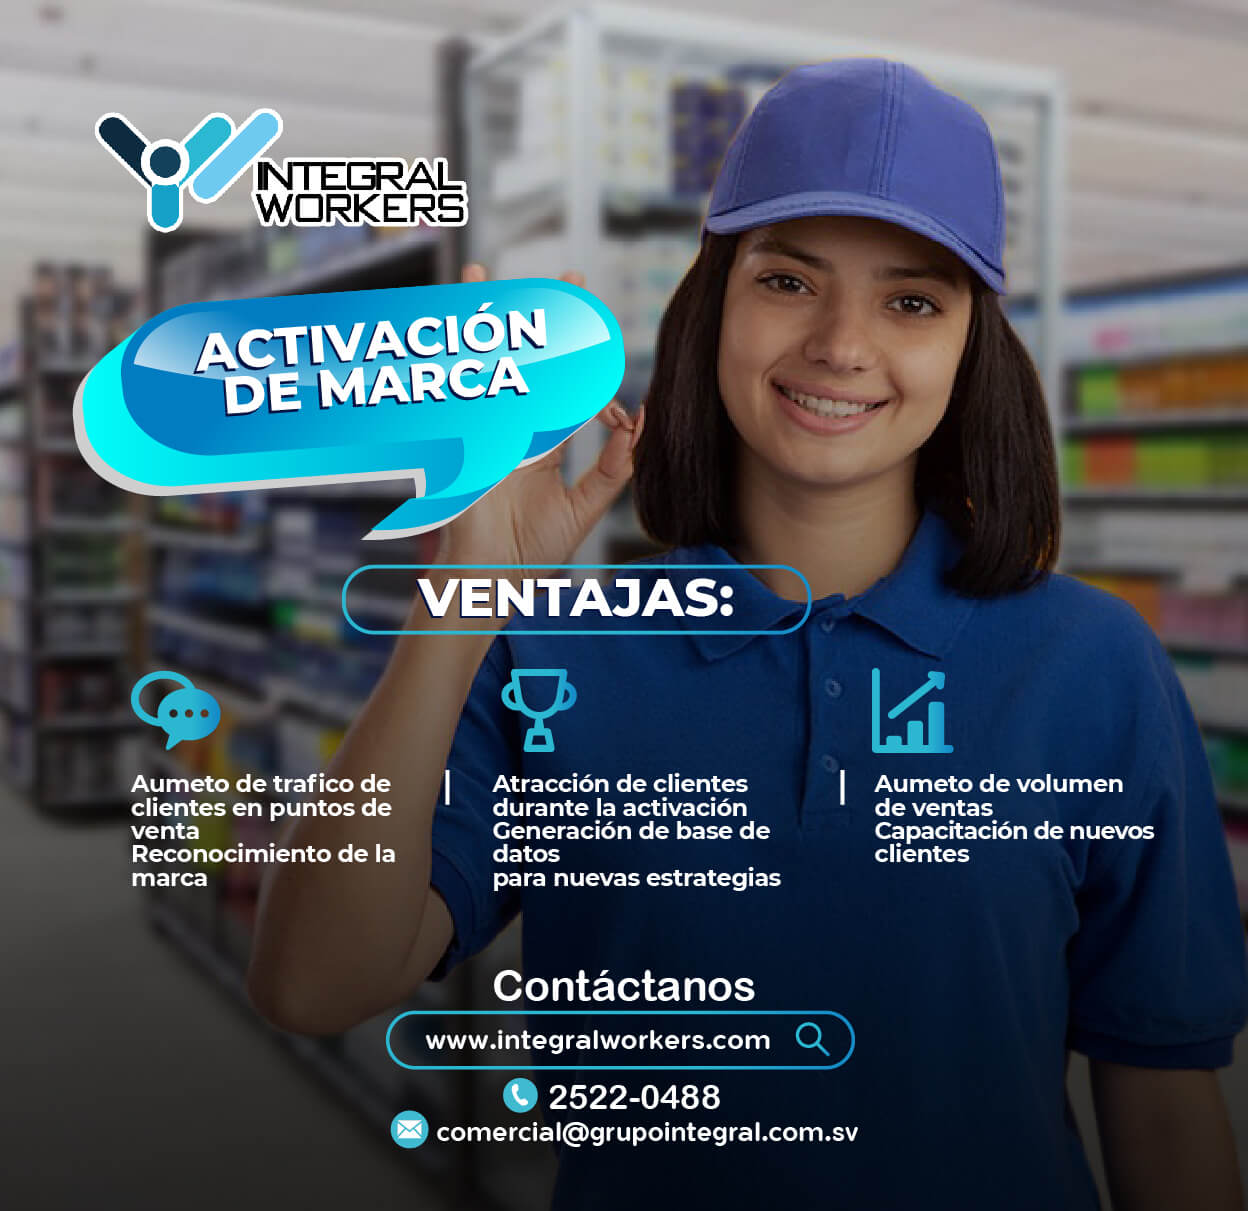 INTEGRAL
WORKERS
ACTIVACIÓN
DE MARCA
VENTAJAS:
Aumeto de trafico de
clientes en puntos de
venta
Reconocimiento de la
marca
|
Atracción de clientes
durante la activación
Generación de base de
datos
para nuevas estrategias
|
Aumeto de volumen
de ventas
Capacitación de nuevos
clientes
Contáctanos
www.integralworkers.com
2522-0488
comercial@grupointegral.com.sv